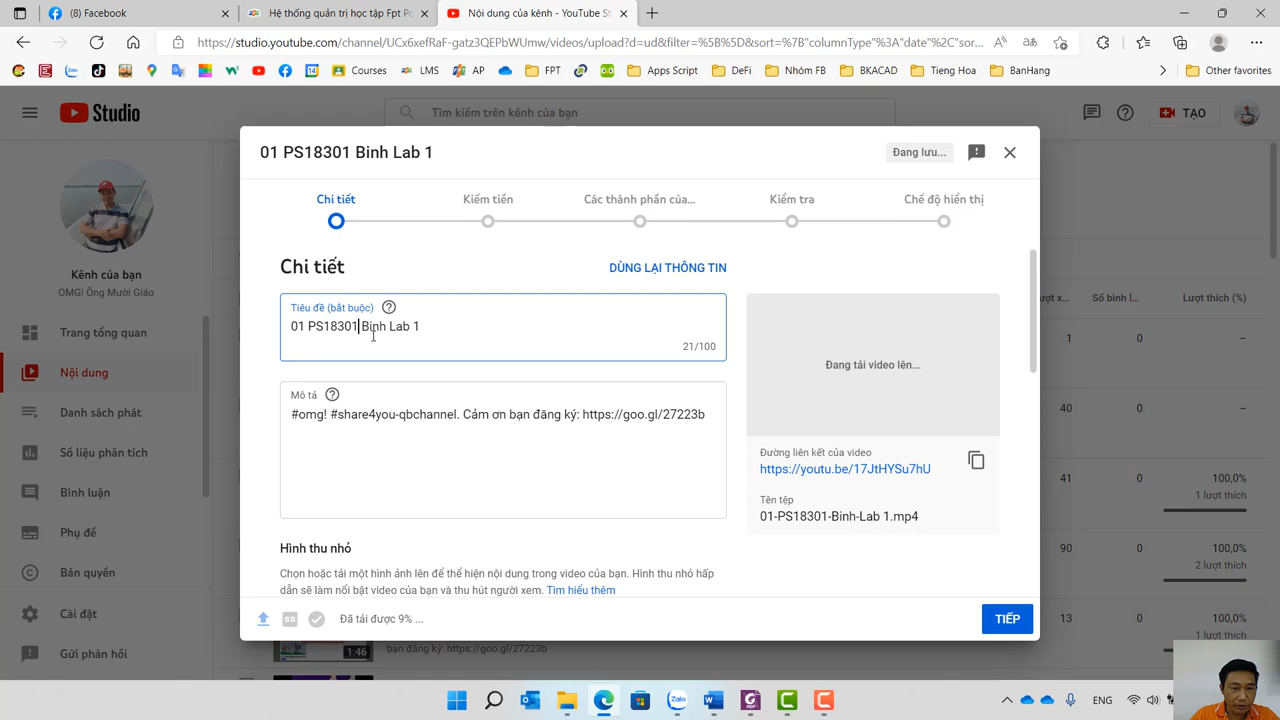 (8) Facebook
Hệ thống quản trị học tập Fpt Po
Nội dung của kênh - YouTube St
https://studio.youtube.com/channel/UCx6xefRaF-gatz3QEPbWUmw/videos/upload?d=ud&filter=%5B%5D&sort=%7B"columnType"%3A"date"%2C"sor...
Courses
LMS
AP
FPT
Apps Script
DeFi
Nhóm FB
BKACAD
Tieng Hoa
BanHang
Other favorites
Studio
Tìm kiếm trên kênh của bạn
TẠO
01 PS18301 Binh Lab 1
Đang lưu...
Chi tiết
Kiếm tiền
Các thành phần của...
Kiểm tra
Chế độ hiển thị
Kênh của bạn
OMG! Ông Mười Giáo
Tổng quan
Trang tổng quan
Nội dung
Danh sách phát
Số liệu phân tích
Bình luận
Phụ đề
Bản quyền
Cài đặt
Gửi phản hồi
Chi tiết
DÙNG LẠI THÔNG TIN
Tiêu đề (bắt buộc)
01 PS18301 Binh Lab 1
21/100
Mô tả
#omg! #share4you-qbchannel. Cảm ơn bạn đăng ký: https://goo.gl/27223b
Đang tải video lên...
Đường liên kết của video
https://youtu.be/17JtHYSu7hU
Tên tệp
01-PS18301-Binh-Lab 1.mp4
Hình thu nhỏ
Chọn hoặc tải một hình ảnh lên để thể hiện nội dung trong video của bạn. Hình thu nhỏ hấp
dẫn sẽ làm nổi bật video của bạn và thu hút người xem. Tìm hiểu thêm
Đã tải được 9% ...
TIẾP
ượt x...
Số bình l...
Lượt thích (%)
1
0
–
40
0
–
41
0
100,0%
1 lượt thích
90
0
100,0%
2 lượt thích
13
0
100,0%
1:46
bạn đăng ký: https://goo.gl/27223b
ENG